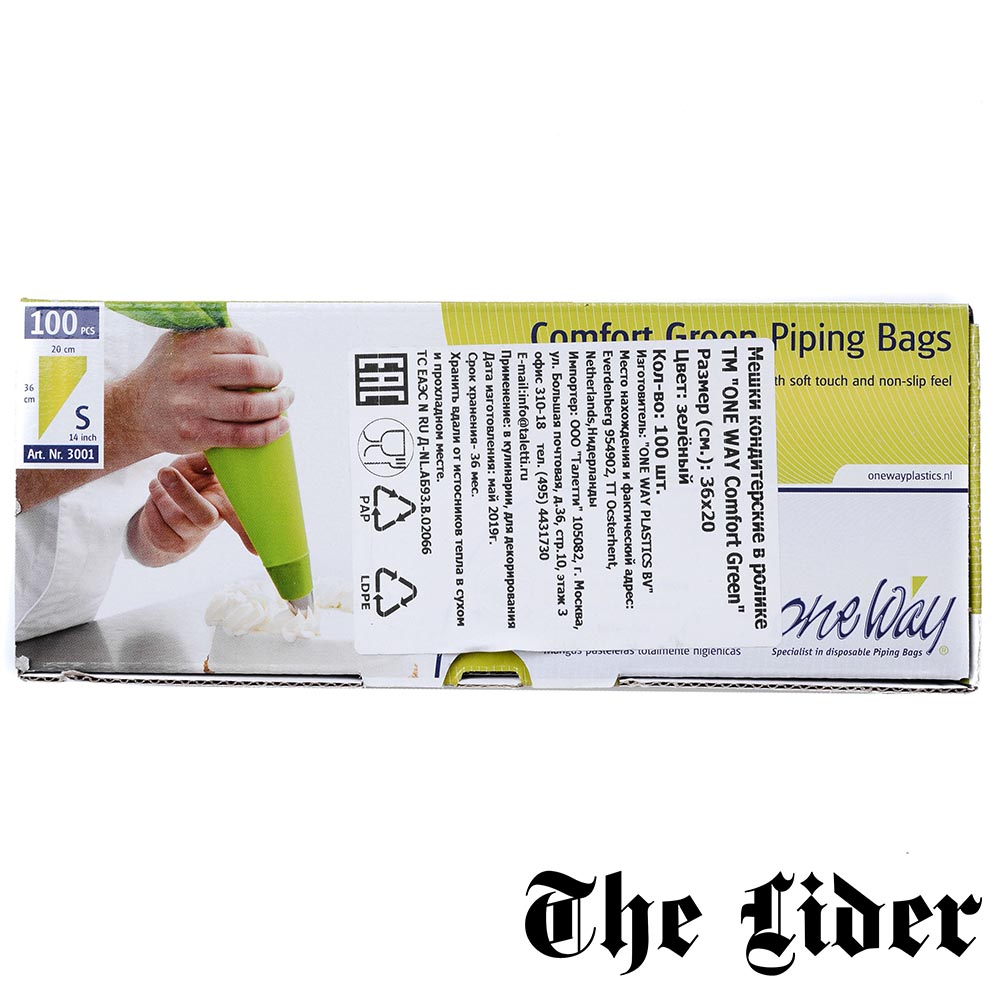 100 PCS
20 cm
36 cm
S
14 inch
Art. Nr. 3001
Comfort Green Piping Bags
th soft touch and non-slip feel
onewayplastics.nl
Мешки кондитерские в ролике
ТМ "ONE WAY Comfort Green"
Размер (см.): 36x20
Цвет: зелёный
Кол-во: 100 шт.
Изготовитель: "ONE WAY PLASTICS BV"
Место нахождения и фактический адрес:
Everdenberg 954902, TT Ocsterhent,
Netherlands,Нидерланды
Импортер: ООО "Талетти" 105082, г. Москва,
ул. Большая почтовая, д.36, стр.10, этаж 3
офис 310-18 тел. (495) 4431730
E-mail:info@taletti.ru
Применение: в кулинарии, для декорирования
Дата изготовления: май 2019г.
Срок хранения- 36 мес.
Хранить вдали от истосников тепла в сухом
и прохладном месте.
ТС ЕАЭС N RU Д-NL.АБ93.В.02066
EAC
PAP
LDPE
one Way
®
Specialist in disposable Piping Bags
Mangas pasteleras totalmente higiénicas
The Lider